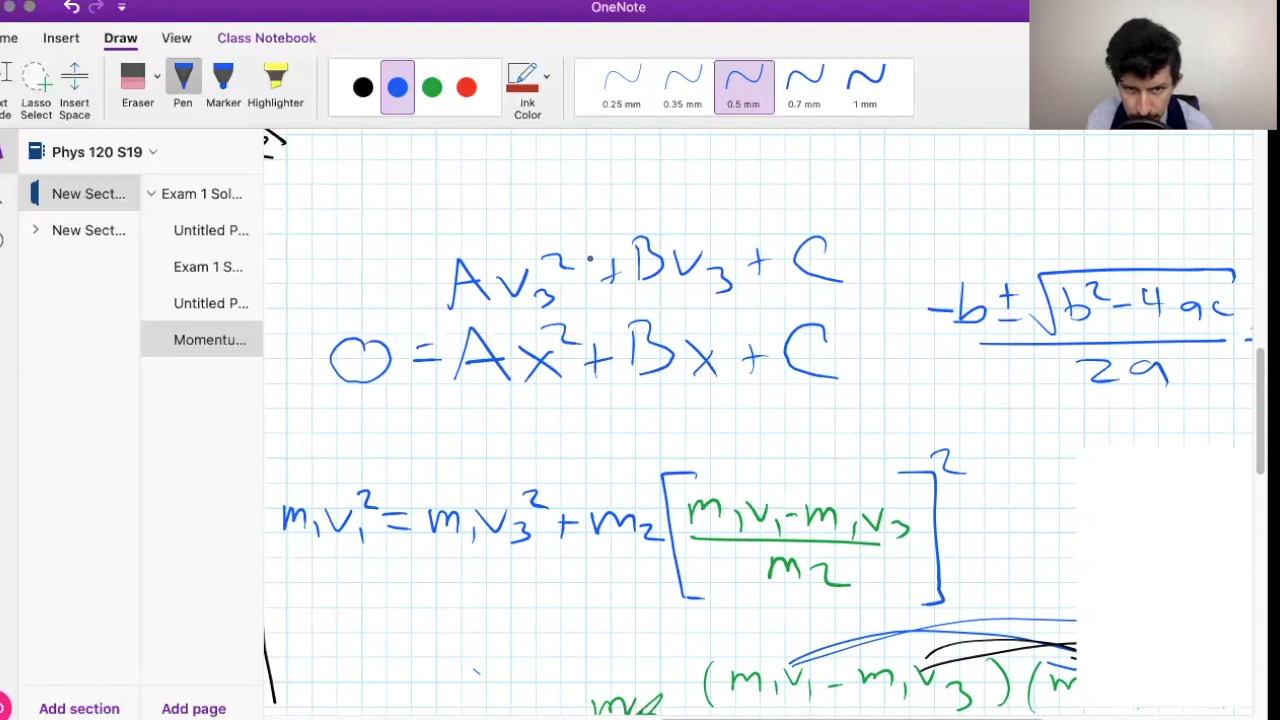 OneNote
me Insert Draw View Class Notebook
Eraser Pen Marker Highlighter
Lasso Select
Insert Space
Ink Color
0.25 mm 0.35 mm 0.5 mm 0.7 mm 1 mm
Phys 120 S19
New Sect...
New Sect...
Exam 1 Sol...
Untitled P...
Exam 1 S...
Untitled P...
Momentu...
Av₃² + Bv₃ + C
0 = Ax² + Bx + C
-b ± √b² - 4ac
2a
m₁v₁² = m₁v₃² + m₂ [ m₁v₁ - m₁v₃ ]²
m2
(m₁v₁ - m₁v₃)(m
Add section Add page